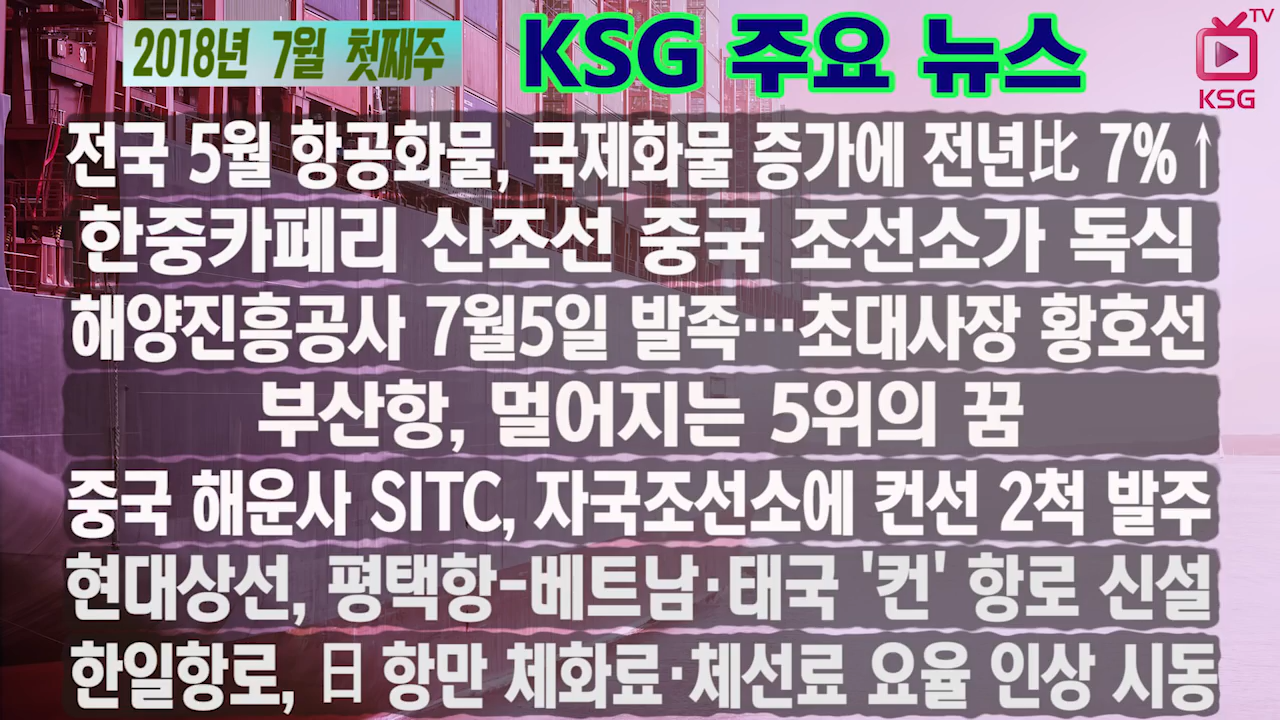 2018년 7월 첫째주
KSG 주요 뉴스
TV
KSG
전국 5월 항공화물, 국제화물 증가에 전년比 7%↑
한중카페리 신조선 중국 조선소가 독식
해양진흥공사 7월5일 발족…초대사장 황호선
부산항, 멀어지는 5위의 꿈
중국 해운사 SITC, 자국조선소에 컨선 2척 발주
현대상선, 평택항-베트남·태국 '컨' 항로 신설
한일항로, 日 항만 체화료·체선료 요율 인상 시동